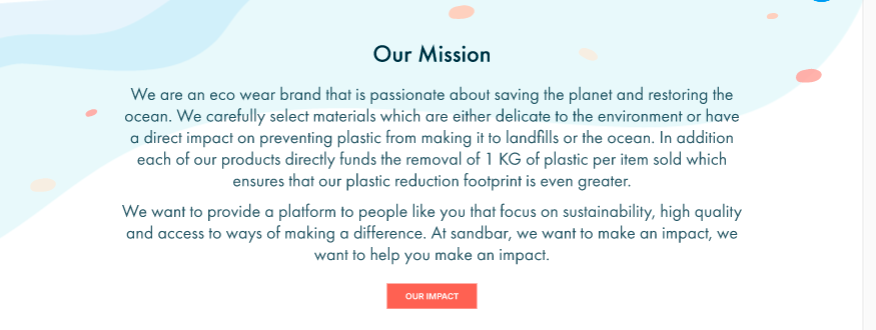 Our Mission
We are an eco wear brand that is passionate about saving the planet and restoring the
ocean. We carefully select materials which are either delicate to the environment or have
a direct impact on preventing plastic from making it to landfills or the ocean. In addition
each of our products directly funds the removal of 1 KG of plastic per item sold which
ensures that our plastic reduction footprint is even greater.
We want to provide a platform to people like you that focus on sustainability, high quality
and access to ways of making a difference. At sandbar, we want to make an impact, we
want to help you make an impact.
OUR IMPACT